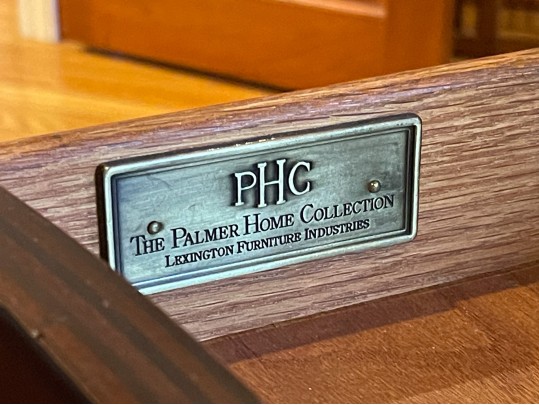 PHC
The Palmer Home Collection
Lexington Furniture Industries